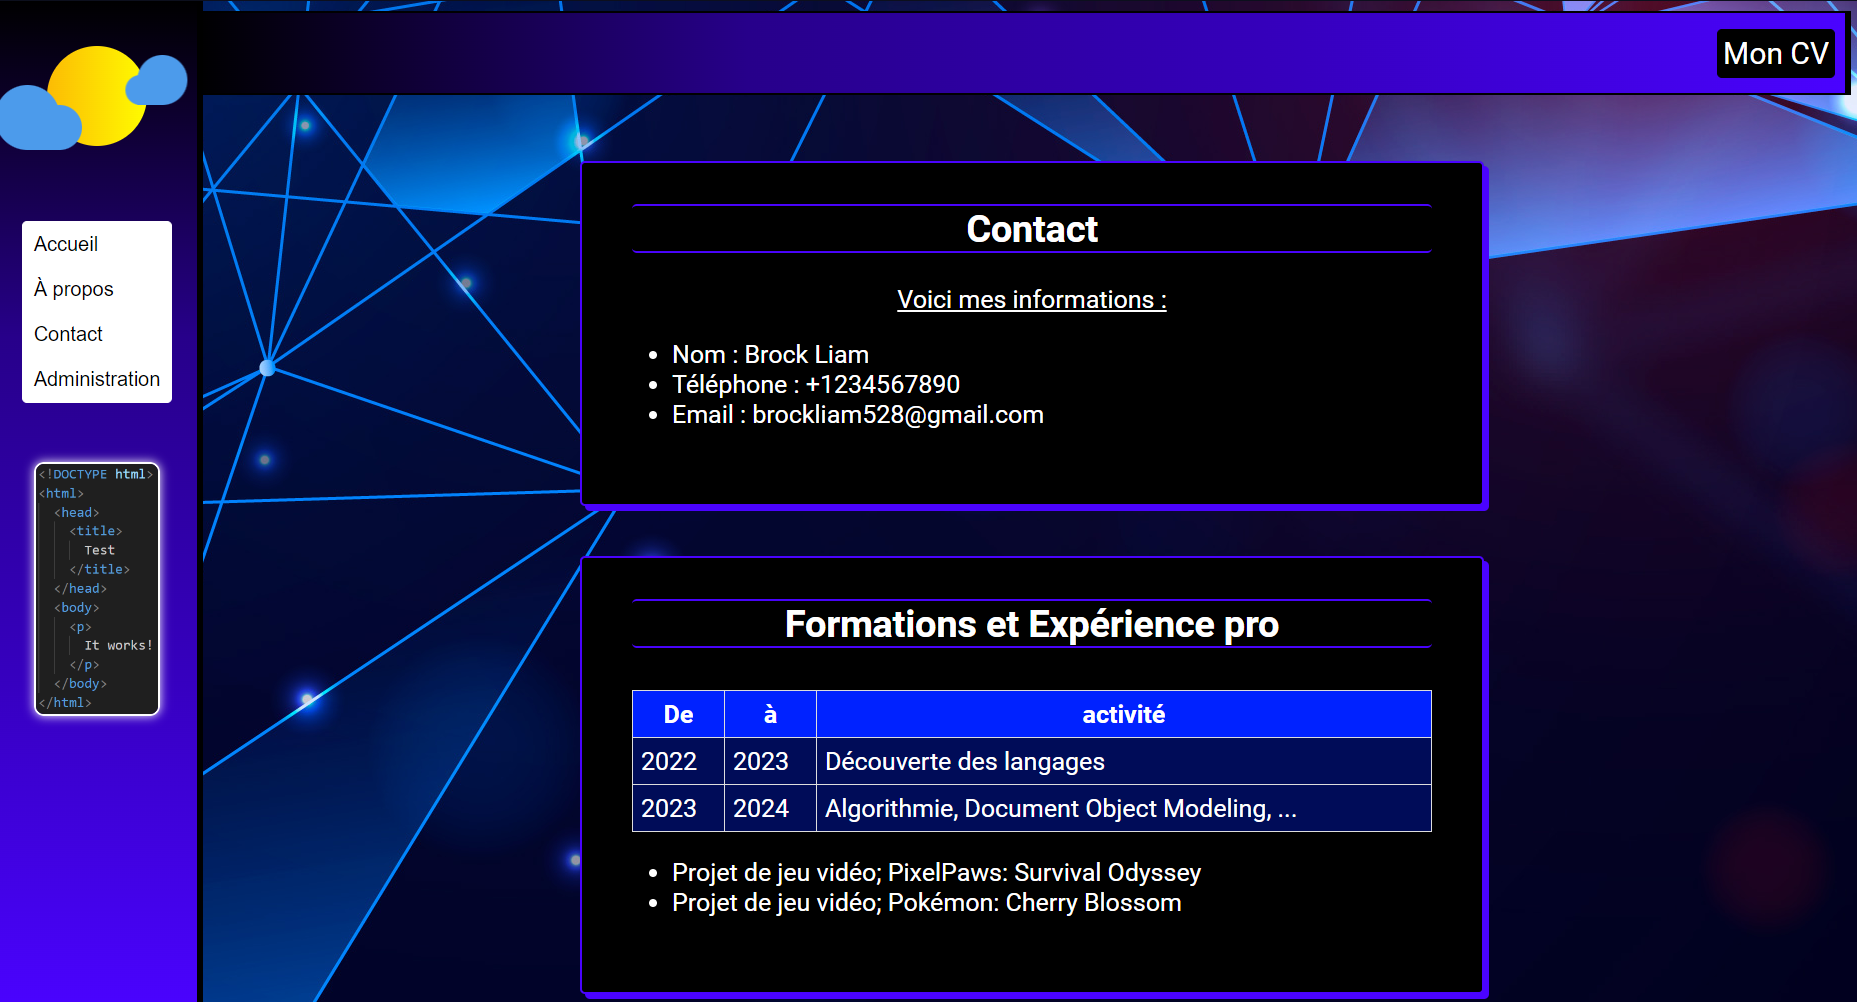 Mon CV
Accueil
À propos
Contact
Administration
<!DOCTYPE html>
<html>
<head>
<title>
Test
</title>
</head>
<body>
<p>
It works!
</p>
</body>
</html>
Contact
Voici mes informations :
• Nom : Brock Liam
• Téléphone : +1234567890
• Email : brockliam528@gmail.com
Formations et Expérience pro
De à activité
2022 2023 Découverte des langages
2023 2024 Algorithmie, Document Object Modeling, ...
• Projet de jeu vidéo; PixelPaws: Survival Odyssey
• Projet de jeu vidéo; Pokémon: Cherry Blossom